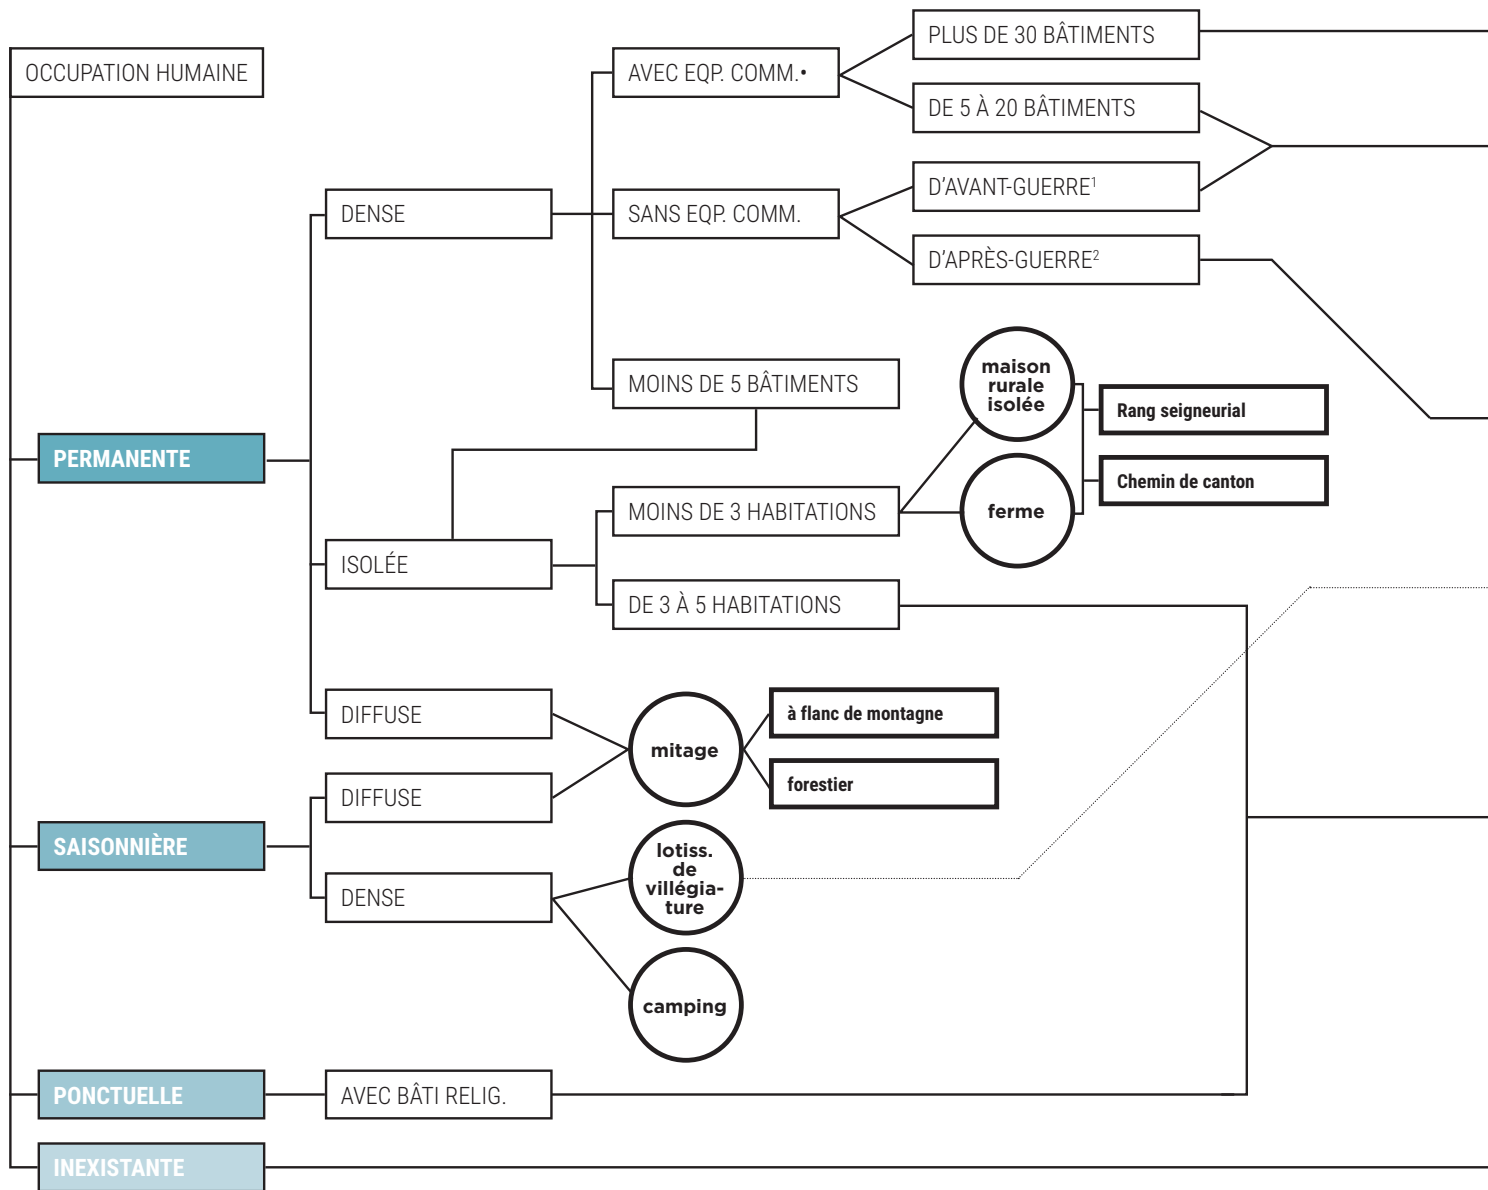 OCCUPATION HUMAINE
PLUS DE 30 BÂTIMENTS
AVEC EQP. COMM.•
DE 5 À 20 BÂTIMENTS
D'AVANT-GUERRE¹
DENSE
SANS EQP. COMM.
D'APRÈS-GUERRE²
MOINS DE 5 BÂTIMENTS
maison
rurale
isolée
Rang seigneurial
PERMANENTE
Chemin de canton
MOINS DE 3 HABITATIONS
ferme
ISOLÉE
DE 3 À 5 HABITATIONS
DIFFUSE
à flanc de montagne
mitage
forestier
DIFFUSE
SAISONNIÈRE
lotiss.
de
villégia-
ture
DENSE
camping
PONCTUELLE
AVEC BÂTI RELIG.
INEXISTANTE